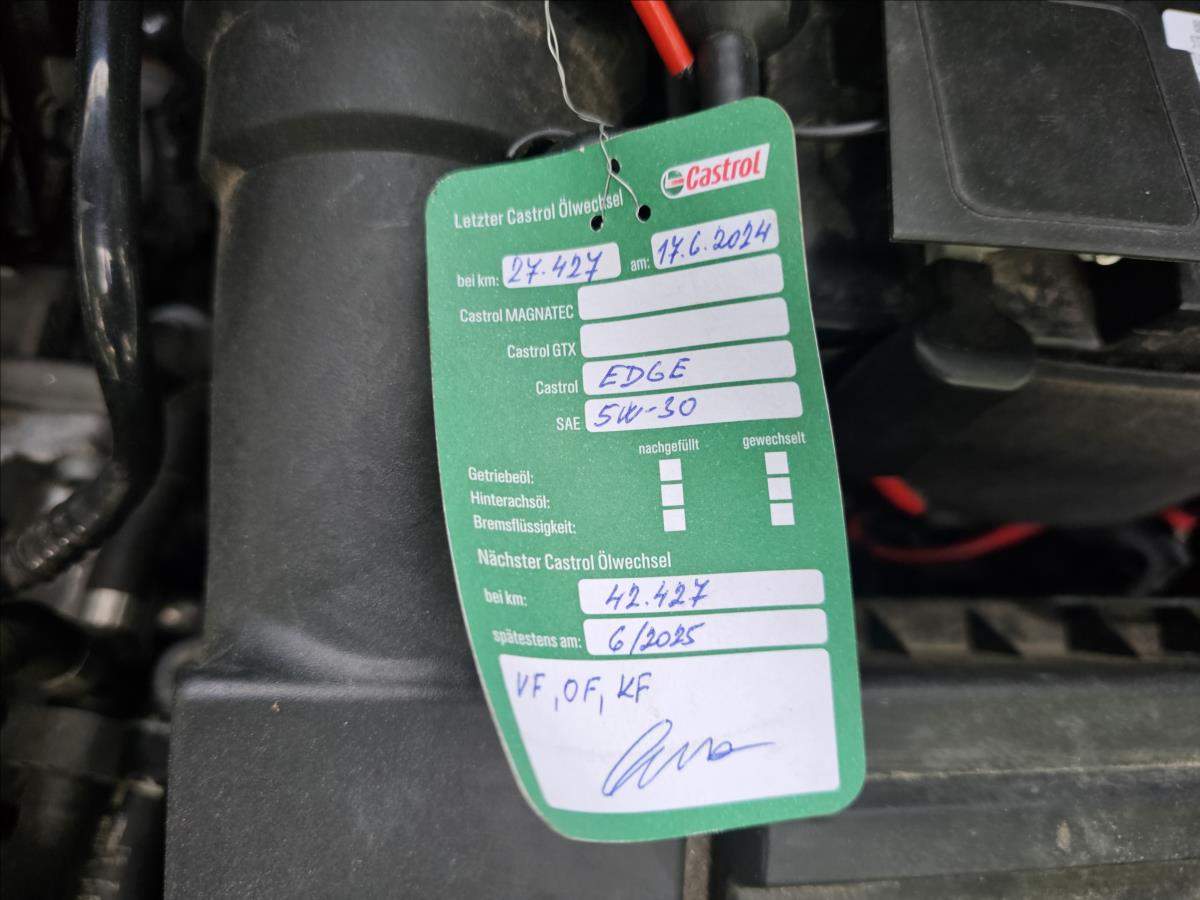 Castrol
Letzter Castrol Ölwechsel
bei km: 27.427 am: 17.6.2024
Castrol MAGNATEC
Castrol GTX
Castrol EDGE
SAE 5W-30
nachgefüllt gewechselt
Getriebeöl:
Hinterachsöl:
Bremsflüssigkeit:
Nächster Castrol Ölwechsel
bei km: 42.427
spätestens am: 6/2025
VF, OF, KF